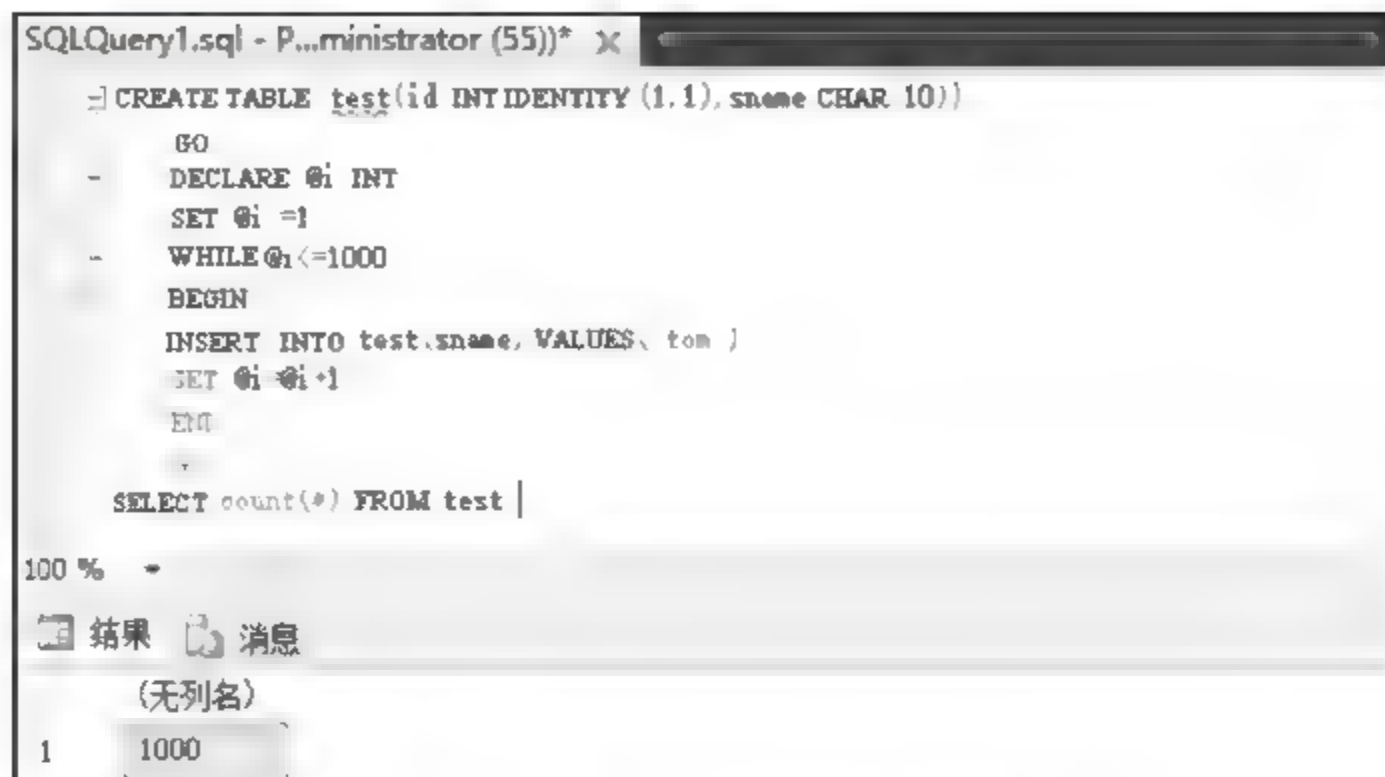 SQLQuery1.sql - P...ministrator (55))* ×
CREATE TABLE test(id INT IDENTITY (1,1), sname CHAR 10))
GO
DECLARE @i INT
SET @i =1
WHILE @i<=1000
BEGIN
INSERT INTO test sname, VALUES tom )
SET @i=@i+1
SELECT count(*) FROM test
100 %
结果 消息
(无列名)
1 1000